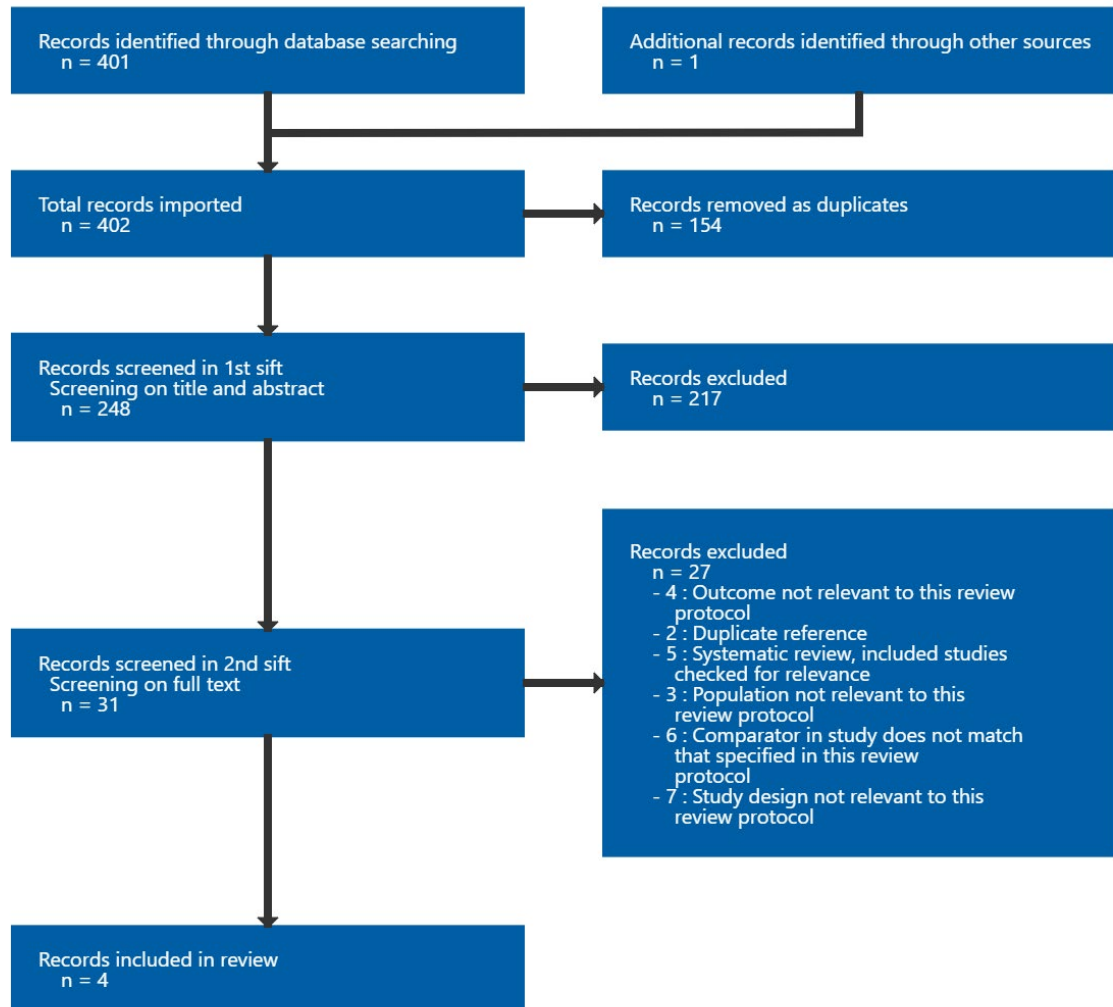 Records identified through database searching
n = 401
Additional records identified through other sources
n = 1
Total records imported
n = 402
Records removed as duplicates
n = 154
Records screened in 1st sift
Screening on title and abstract
n = 248
Records excluded
n = 217
Records screened in 2nd sift
Screening on full text
n = 31
Records excluded
n = 27
- 4 : Outcome not relevant to this review
protocol
- 2 : Duplicate reference
- 5 : Systematic review, included studies
checked for relevance
- 3 : Population not relevant to this
review protocol
- 6 : Comparator in study does not match
that specified in this review
protocol
- 7 : Study design not relevant to this
review protocol
Records included in review
n = 4